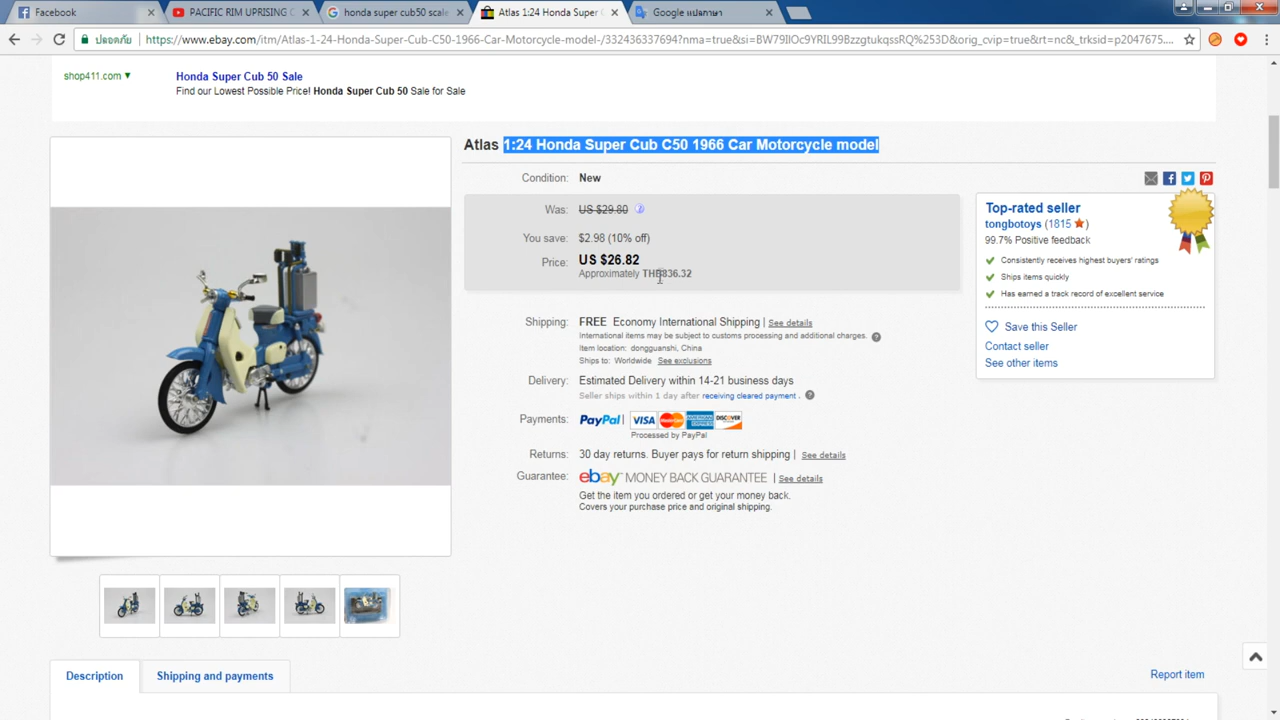 Facebook
PACIFIC RIM UPRISING C
honda super cub50 scale
Atlas 1:24 Honda Super C
Google แปลภาษา
ปลอดภัย
https://www.ebay.com/itm/Atlas-1-24-Honda-Super-Cub-C50-1966-Car-Motorcycle-model-/332436337694?nma=true&si=BW79IIOc9YRIL99BzzgtukqssRQ%253D&orig_cvip=true&rt=nc&_trksid=p2047675....
shop411.com
Honda Super Cub 50 Sale
Find our Lowest Possible Price! Honda Super Cub 50 Sale for Sale
Atlas 1:24 Honda Super Cub C50 1966 Car Motorcycle model
Condition: New
Was: US $29.80
You save: $2.98 (10% off)
Price: US $26.82
Approximately THB836.32
Shipping: FREE Economy International Shipping | See details
International items may be subject to customs processing and additional charges.
Item location: dongguanshi, China
Ships to: Worldwide See exclusions
Delivery: Estimated Delivery within 14-21 business days
Seller ships within 1 day after receiving cleared payment .
Payments: PayPal | VISA
DISCOVER
Processed by PayPal
Returns: 30 day returns. Buyer pays for return shipping | See details
Guarantee: ebay MONEY BACK GUARANTEE | See details
Get the item you ordered or get your money back.
Covers your purchase price and original shipping.
Top-rated seller
tongbotoys (1815 )
99.7% Positive feedback
Consistently receives highest buyers' ratings
Ships items quickly
Has earned a track record of excellent service
Save this Seller
Contact seller
See other items
Description
Shipping and payments
Report item